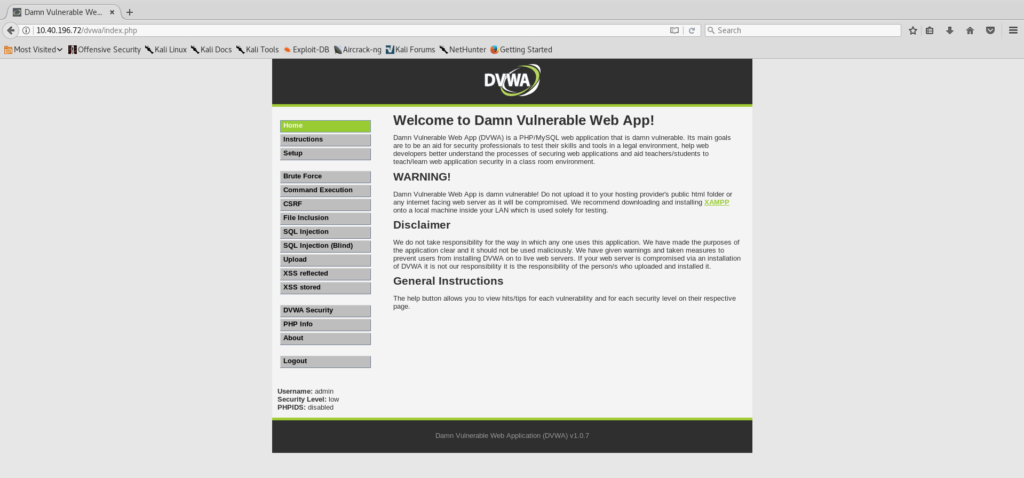 Damn Vulnerable We...
10.40.196.72/dvwa/index.php
Search
Most Visited
Offensive Security
Kali Linux
Kali Docs
Kali Tools
Exploit-DB
Aircrack-ng
Kali Forums
NetHunter
Getting Started
DVWA
Home
Instructions
Setup
Brute Force
Command Execution
CSRF
File Inclusion
SQL Injection
SQL Injection (Blind)
Upload
XSS reflected
XSS stored
DVWA Security
PHP Info
About
Logout
Username: admin
Security Level: low
PHPIDS: disabled
Welcome to Damn Vulnerable Web App!
Damn Vulnerable Web App (DVWA) is a PHP/MySQL web application that is damn vulnerable. Its main goals
are to be an aid for security professionals to test their skills and tools in a legal environment, help web
developers better understand the processes of securing web applications and aid teachers/students to
teach/learn web application security in a class room environment.
WARNING!
Damn Vulnerable Web App is damn vulnerable! Do not upload it to your hosting provider's public html folder or
any internet facing web server as it will be compromised. We recommend downloading and installing XAMPP
onto a local machine inside your LAN which is used solely for testing.
Disclaimer
We do not take responsibility for the way in which any one uses this application. We have made the purposes of
the application clear and it should not be used maliciously. We have given warnings and taken measures to
prevent users from installing DVWA on to live web servers. If your web server is compromised via an installation
of DVWA it is not our responsibility it is the responsibility of the person/s who uploaded and installed it.
General Instructions
The help button allows you to view hits/tips for each vulnerability and for each security level on their respective
page.
Damn Vulnerable Web Application (DVWA) v1.0.7